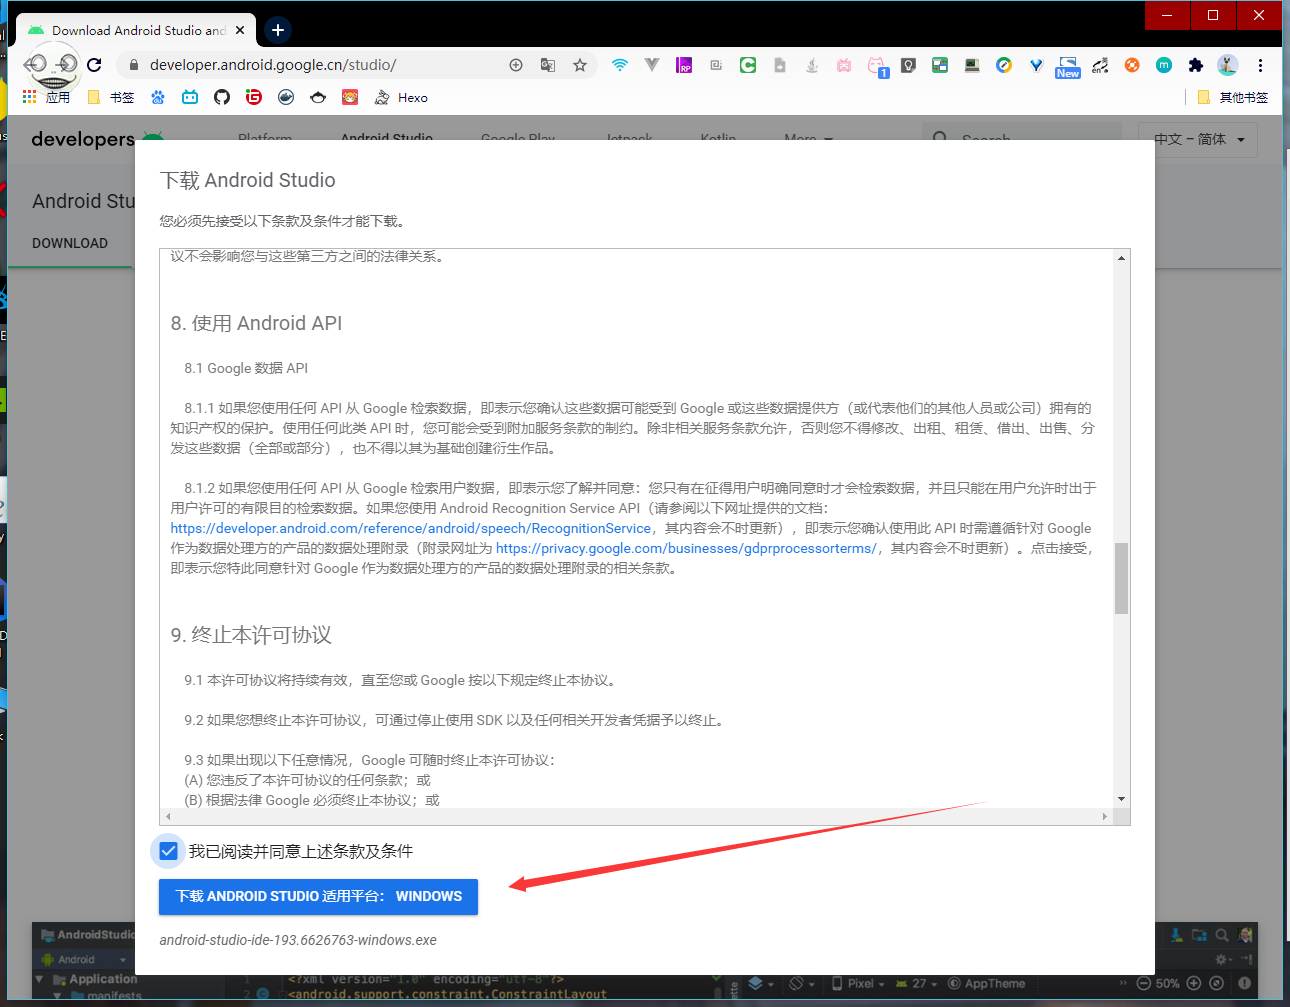 Download Android Studio and
developer.android.google.cn/studio/
应用
书签
Hexo
其他书签
New
1
developers
Platform
Android Studio
Google Play
Jetpack
Kotlin
More
Search
中文 – 简体
Android Stu
DOWNLOAD
下载 Android Studio
您必须先接受以下条款及条件才能下载。
议不会影响您与这些第三方之间的法律关系。
8. 使用 Android API
8.1 Google 数据 API
8.1.1 如果您使用任何 API 从 Google 检索数据，即表示您确认这些数据可能受到 Google 或这些数据提供方（或代表他们的其他人员或公司）拥有的
知识产权的保护。使用任何此类 API 时，您可能会受到附加服务条款的制约。除非相关服务条款允许，否则您不得修改、出租、租赁、借出、出售、分
发这些数据（全部或部分），也不得以其为基础创建衍生作品。
8.1.2 如果您使用任何 API 从 Google 检索用户数据，即表示您了解并同意：您只有在征得用户明确同意时才会检索数据，并且只能在用户允许时出于
用户许可的有限目的检索数据。如果您使用 Android Recognition Service API（请参阅以下网址提供的文档：
https://developer.android.com/reference/android/speech/RecognitionService，其内容会不时更新），即表示您确认使用此 API 时需遵循针对 Google
作为数据处理方的产品的数据处理附录（附录网址为 https://privacy.google.com/businesses/gdprprocessorterms/，其内容会不时更新）。点击接受，
即表示您特此同意针对 Google 作为数据处理方的产品的数据处理附录的相关条款。
9. 终止本许可协议
9.1 本许可协议将持续有效，直至您或 Google 按以下规定终止本协议。
9.2 如果您想终止本许可协议，可通过停止使用 SDK 以及任何相关开发者凭据予以终止。
9.3 如果出现以下任意情况，Google 可随时终止本许可协议：
(A) 您违反了本许可协议的任何条款；或
(B) 根据法律 Google 必须终止本协议；或
我已阅读并同意上述条款及条件
下载 ANDROID STUDIO 适用平台： WINDOWS
android-studio-ide-193.6626763-windows.exe
AndroidStudio
Android
Application
manifests
1 <?xml version="1.0" encoding="utf-8"?>
2 <android.support.constraint.ConstraintLayout
Pixel
27
AppTheme
50%